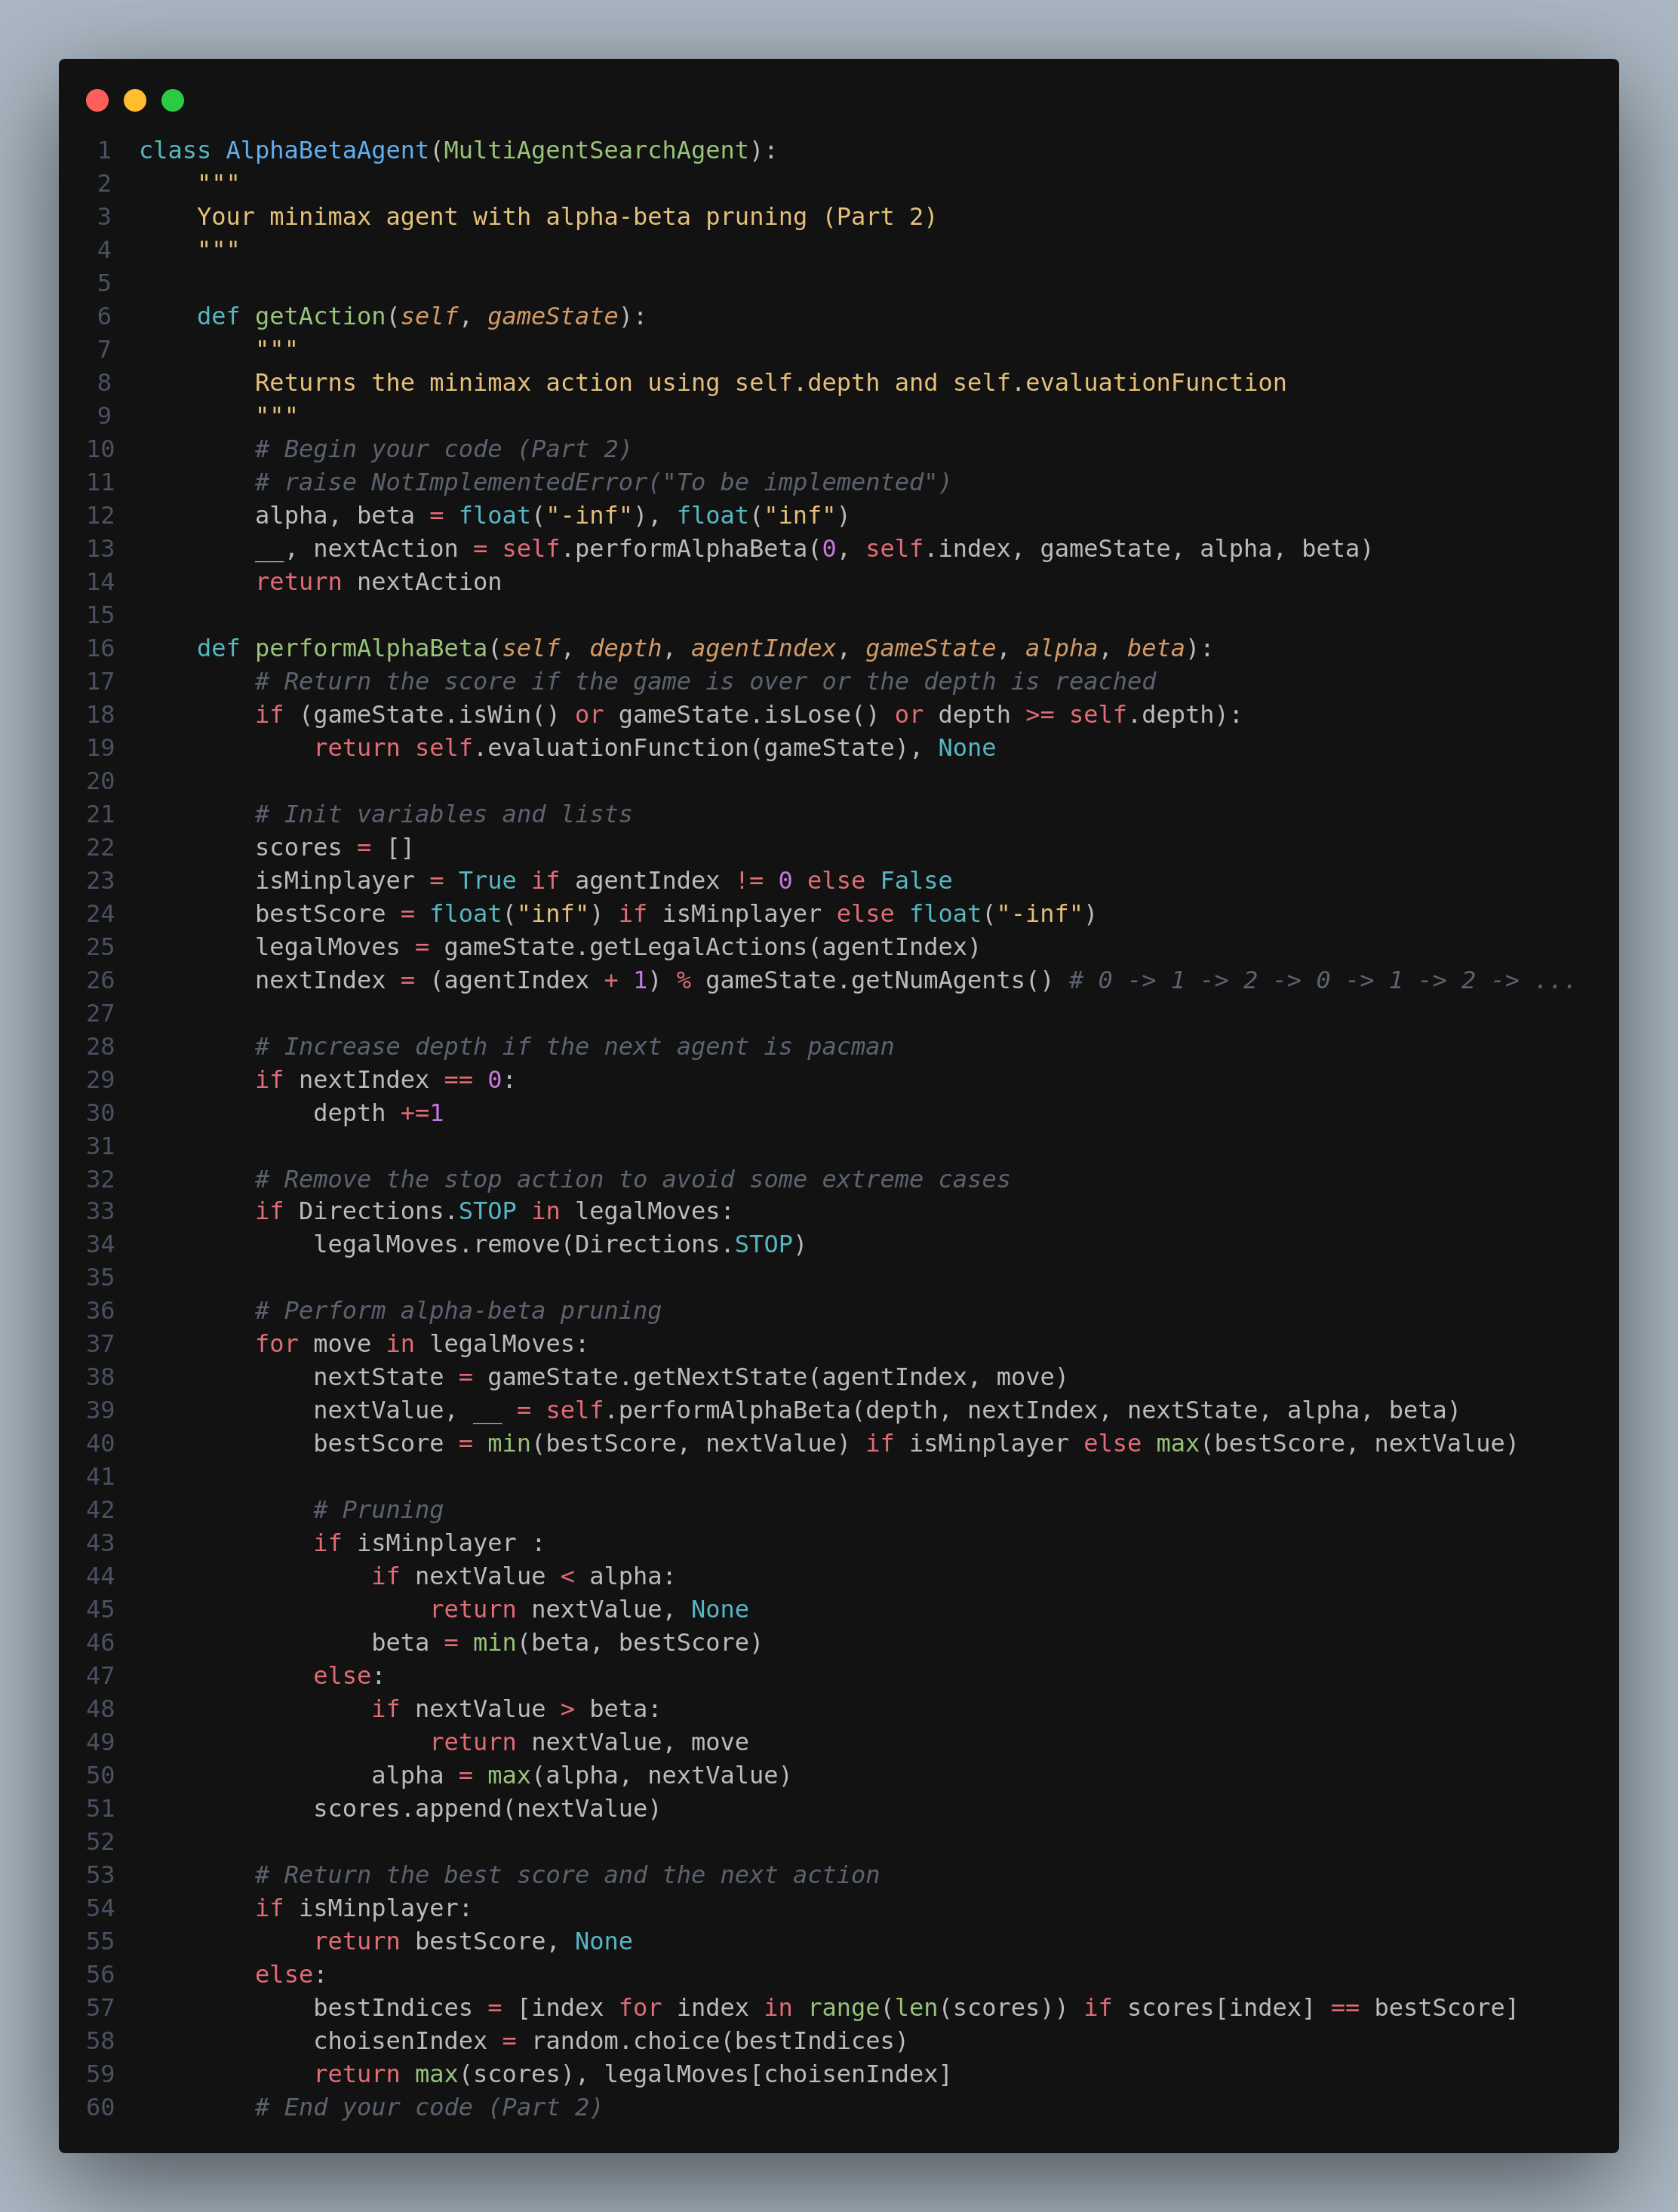 1 class AlphaBetaAgent(MultiAgentSearchAgent):
2     """
3     Your minimax agent with alpha-beta pruning (Part 2)
4     """
5
6     def getAction(self, gameState):
7         """
8         Returns the minimax action using self.depth and self.evaluationFunction
9         """
10         # Begin your code (Part 2)
11         # raise NotImplementedError("To be implemented")
12         alpha, beta = float("-inf"), float("inf")
13         __, nextAction = self.performAlphaBeta(0, self.index, gameState, alpha, beta)
14         return nextAction
15
16     def performAlphaBeta(self, depth, agentIndex, gameState, alpha, beta):
17         # Return the score if the game is over or the depth is reached
18         if (gameState.isWin() or gameState.isLose() or depth >= self.depth):
19             return self.evaluationFunction(gameState), None
20
21         # Init variables and lists
22         scores = []
23         isMinplayer = True if agentIndex != 0 else False
24         bestScore = float("inf") if isMinplayer else float("-inf")
25         legalMoves = gameState.getLegalActions(agentIndex)
26         nextIndex = (agentIndex + 1) % gameState.getNumAgents() # 0 -> 1 -> 2 -> 0 -> 1 -> 2 -> ...
27
28         # Increase depth if the next agent is pacman
29         if nextIndex == 0:
30             depth +=1
31
32         # Remove the stop action to avoid some extreme cases
33         if Directions.STOP in legalMoves:
34             legalMoves.remove(Directions.STOP)
35
36         # Perform alpha-beta pruning
37         for move in legalMoves:
38             nextState = gameState.getNextState(agentIndex, move)
39             nextValue, __ = self.performAlphaBeta(depth, nextIndex, nextState, alpha, beta)
40             bestScore = min(bestScore, nextValue) if isMinplayer else max(bestScore, nextValue)
41
42             # Pruning
43             if isMinplayer :
44                 if nextValue < alpha:
45                     return nextValue, None
46                 beta = min(beta, bestScore)
47             else:
48                 if nextValue > beta:
49                     return nextValue, move
50                 alpha = max(alpha, nextValue)
51             scores.append(nextValue)
52
53         # Return the best score and the next action
54         if isMinplayer:
55             return bestScore, None
56         else:
57             bestIndices = [index for index in range(len(scores)) if scores[index] == bestScore]
58             choisenIndex = random.choice(bestIndices)
59             return max(scores), legalMoves[choisenIndex]
60         # End your code (Part 2)